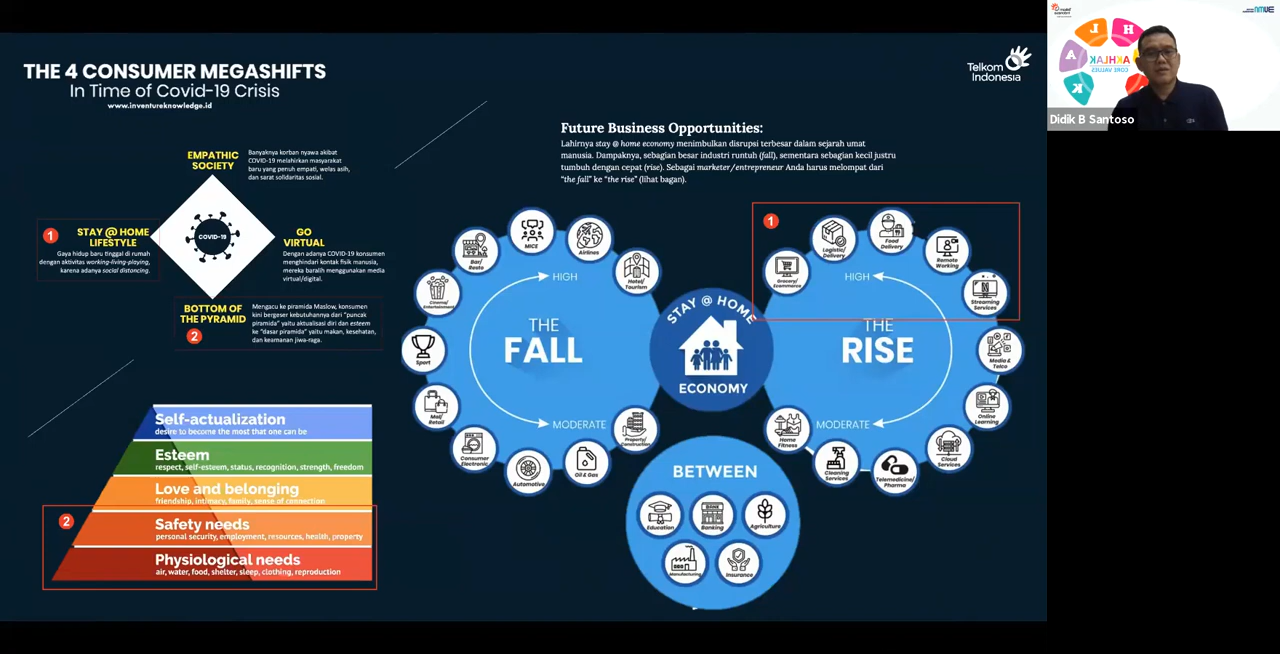 THE 4 CONSUMER MEGASHIFTS
In Time of Covid-19 Crisis
www.inventureknowledge.id
Telkom
Indonesia
EMPATHIC
SOCIETY
Banyaknya korban nyawa akibat
COVID-19 melahirkan masyarakat
baru yang penuh empati, welas asih,
dan sarat solidaritas sosial.
1
STAY @ HOME
LIFESTYLE
Gaya hidup baru tinggal di rumah
dengan aktivitas working-living-playing,
karena adanya social distancing.
COVID-19
GO
VIRTUAL
Dengan adanya COVID-19 konsumen
menghindari kontak fisik manusia,
mereka baralih menggunakan media
virtual/digital.
BOTTOM OF
THE PYRAMID
2
Mengacu ke piramida Maslow, konsumen
kini bergeser kebutuhannya dari "puncak
piramida" yaitu aktualisasi diri dan esteem
ke "dasar piramida" yaitu makan, kesehatan,
dan keamanan jiwa-raga.
Self-actualization
desire to become the most that one can be
Esteem
respect, self-esteem, status, recognition, strength, freedom
Love and belonging
friendship, intimacy, family, sense of connection
2
Safety needs
personal security, employment, resources, health, property
Physiological needs
air, water, food, shelter, sleep, clothing, reproduction
Future Business Opportunities:
Lahirnya stay @ home economy menimbulkan disrupsi terbesar dalam sejarah umat
manusia. Dampaknya, sebagian besar industri runtuh (fall), sementara sebagian kecil justru
tumbuh dengan cepat (rise). Sebagai marketer/entrepreneur Anda harus melompat dari
"the fall" ke "the rise" (lihat bagan).
THE
FALL
HIGH
MODERATE
Hotel/
Tourism
Airlines
MICE
Bar/
Resto
Cinema/
Entertainment
Sport
Mal/
Retail
Consumer
Electronic
Automotive
Oil & Gas
Property/
Construction
STAY @ HOME
ECONOMY
1
THE
RISE
HIGH
MODERATE
Grocery/
Ecommerce
Logistic/
Delivery
Food
Delivery
Remote
Working
Streaming
Services
Media &
Telco
Online
Learning
Cloud
Services
Telemedicine/
Pharma
Cleaning
Services
Home
Fitness
BETWEEN
Education
BANK
Banking
Agriculture
Manufacturing
Insurance
J
H
A
K
AKHLAK
CORE VALUES
Didik B Santoso